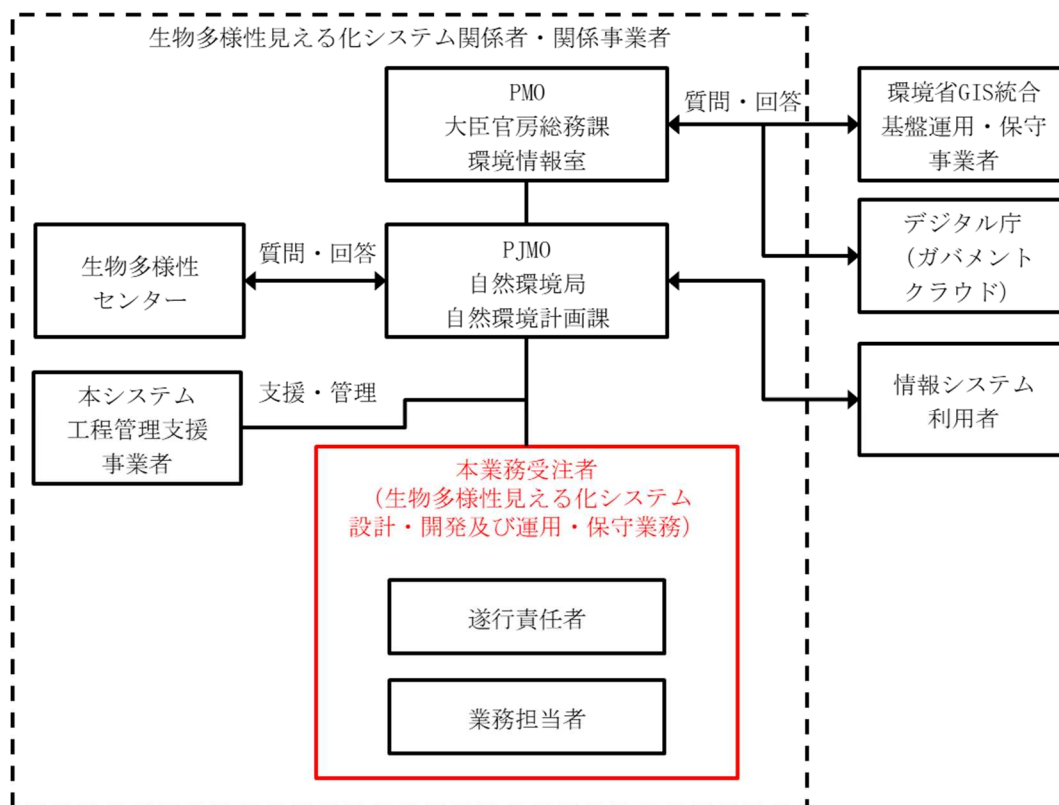 生物多様性見える化システム関係者・関係事業者
PMO
大臣官房総務課
環境情報室
質問・回答
環境省GIS統合
基盤運用・保守
事業者
デジタル庁
（ガバメント
クラウド）
生物多様性
センター
質問・回答
PJMO
自然環境局
自然環境計画課
情報システム
利用者
本システム
工程管理支援
事業者
支援・管理
本業務受注者
（生物多様性見える化システム
設計・開発及び運用・保守業務）
遂行責任者
業務担当者